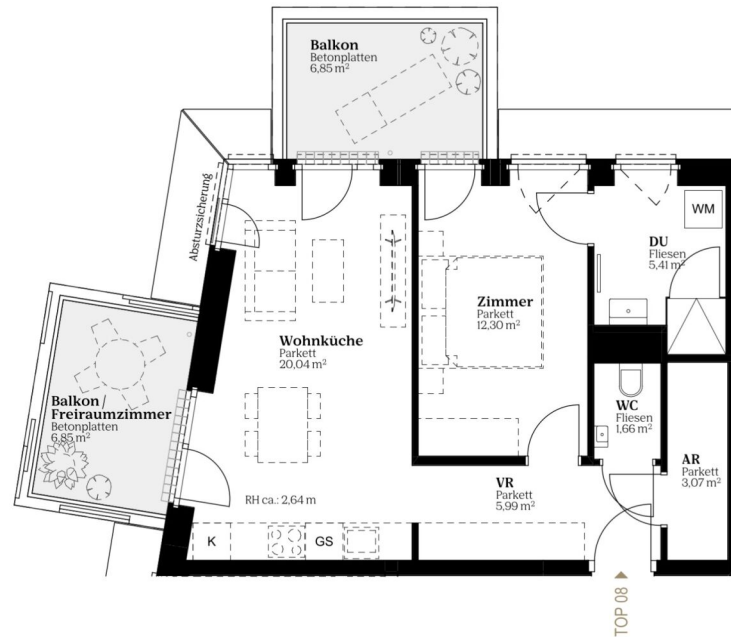 Balkon
Betonplatten
6,85 m²
Absturzsicherung
WM
DU
Fliesen
5,41 m²
Zimmer
Parkett
12,30 m²
Wohnküche
Parkett
20,04 m²
Balkon /
Freiraumzimmer
Betonplatten
6,85 m²
WC
Fliesen
1,66 m²
AR
Parkett
3,07 m²
VR
Parkett
5,99 m²
RH ca.: 2,64 m
K
GS
TOP 08